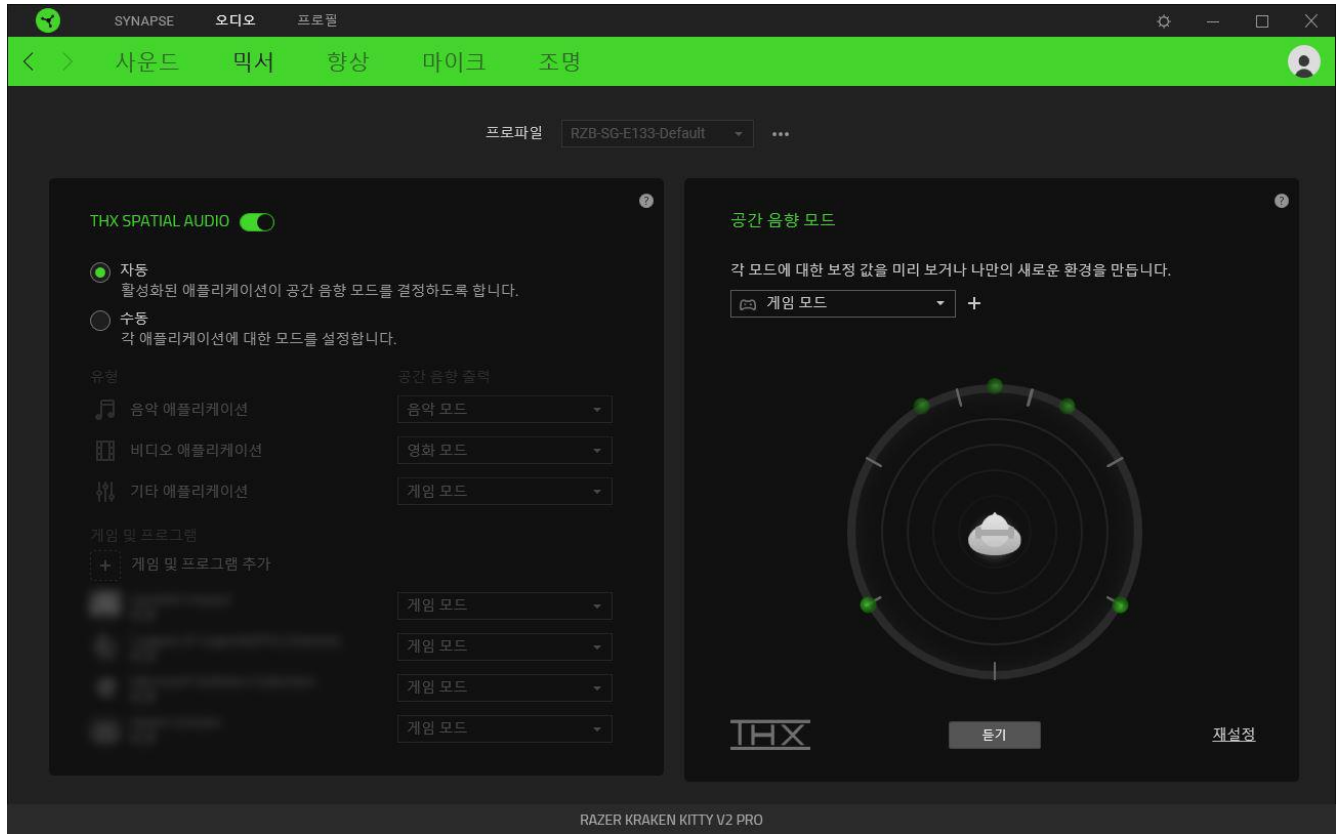 SYNAPSE 오디오 프로필
사운드 믹서 향상 마이크 조명
프로파일 RZB-SG-E133-Default
THX SPATIAL AUDIO
자동
활성화된 애플리케이션이 공간 음향 모드를 결정하도록 합니다.
수동
각 애플리케이션에 대한 모드를 설정합니다.
유형 공간 음향 출력
음악 애플리케이션 음악 모드
비디오 애플리케이션 영화 모드
기타 애플리케이션 게임 모드
게임 및 프로그램
+ 게임 및 프로그램 추가
게임 모드
게임 모드
게임 모드
게임 모드
공간 음향 모드
각 모드에 대한 보정 값을 미리 보거나 나만의 새로운 환경을 만듭니다.
게임 모드 +
THX 듣기 재설정
RAZER KRAKEN KITTY V2 PRO